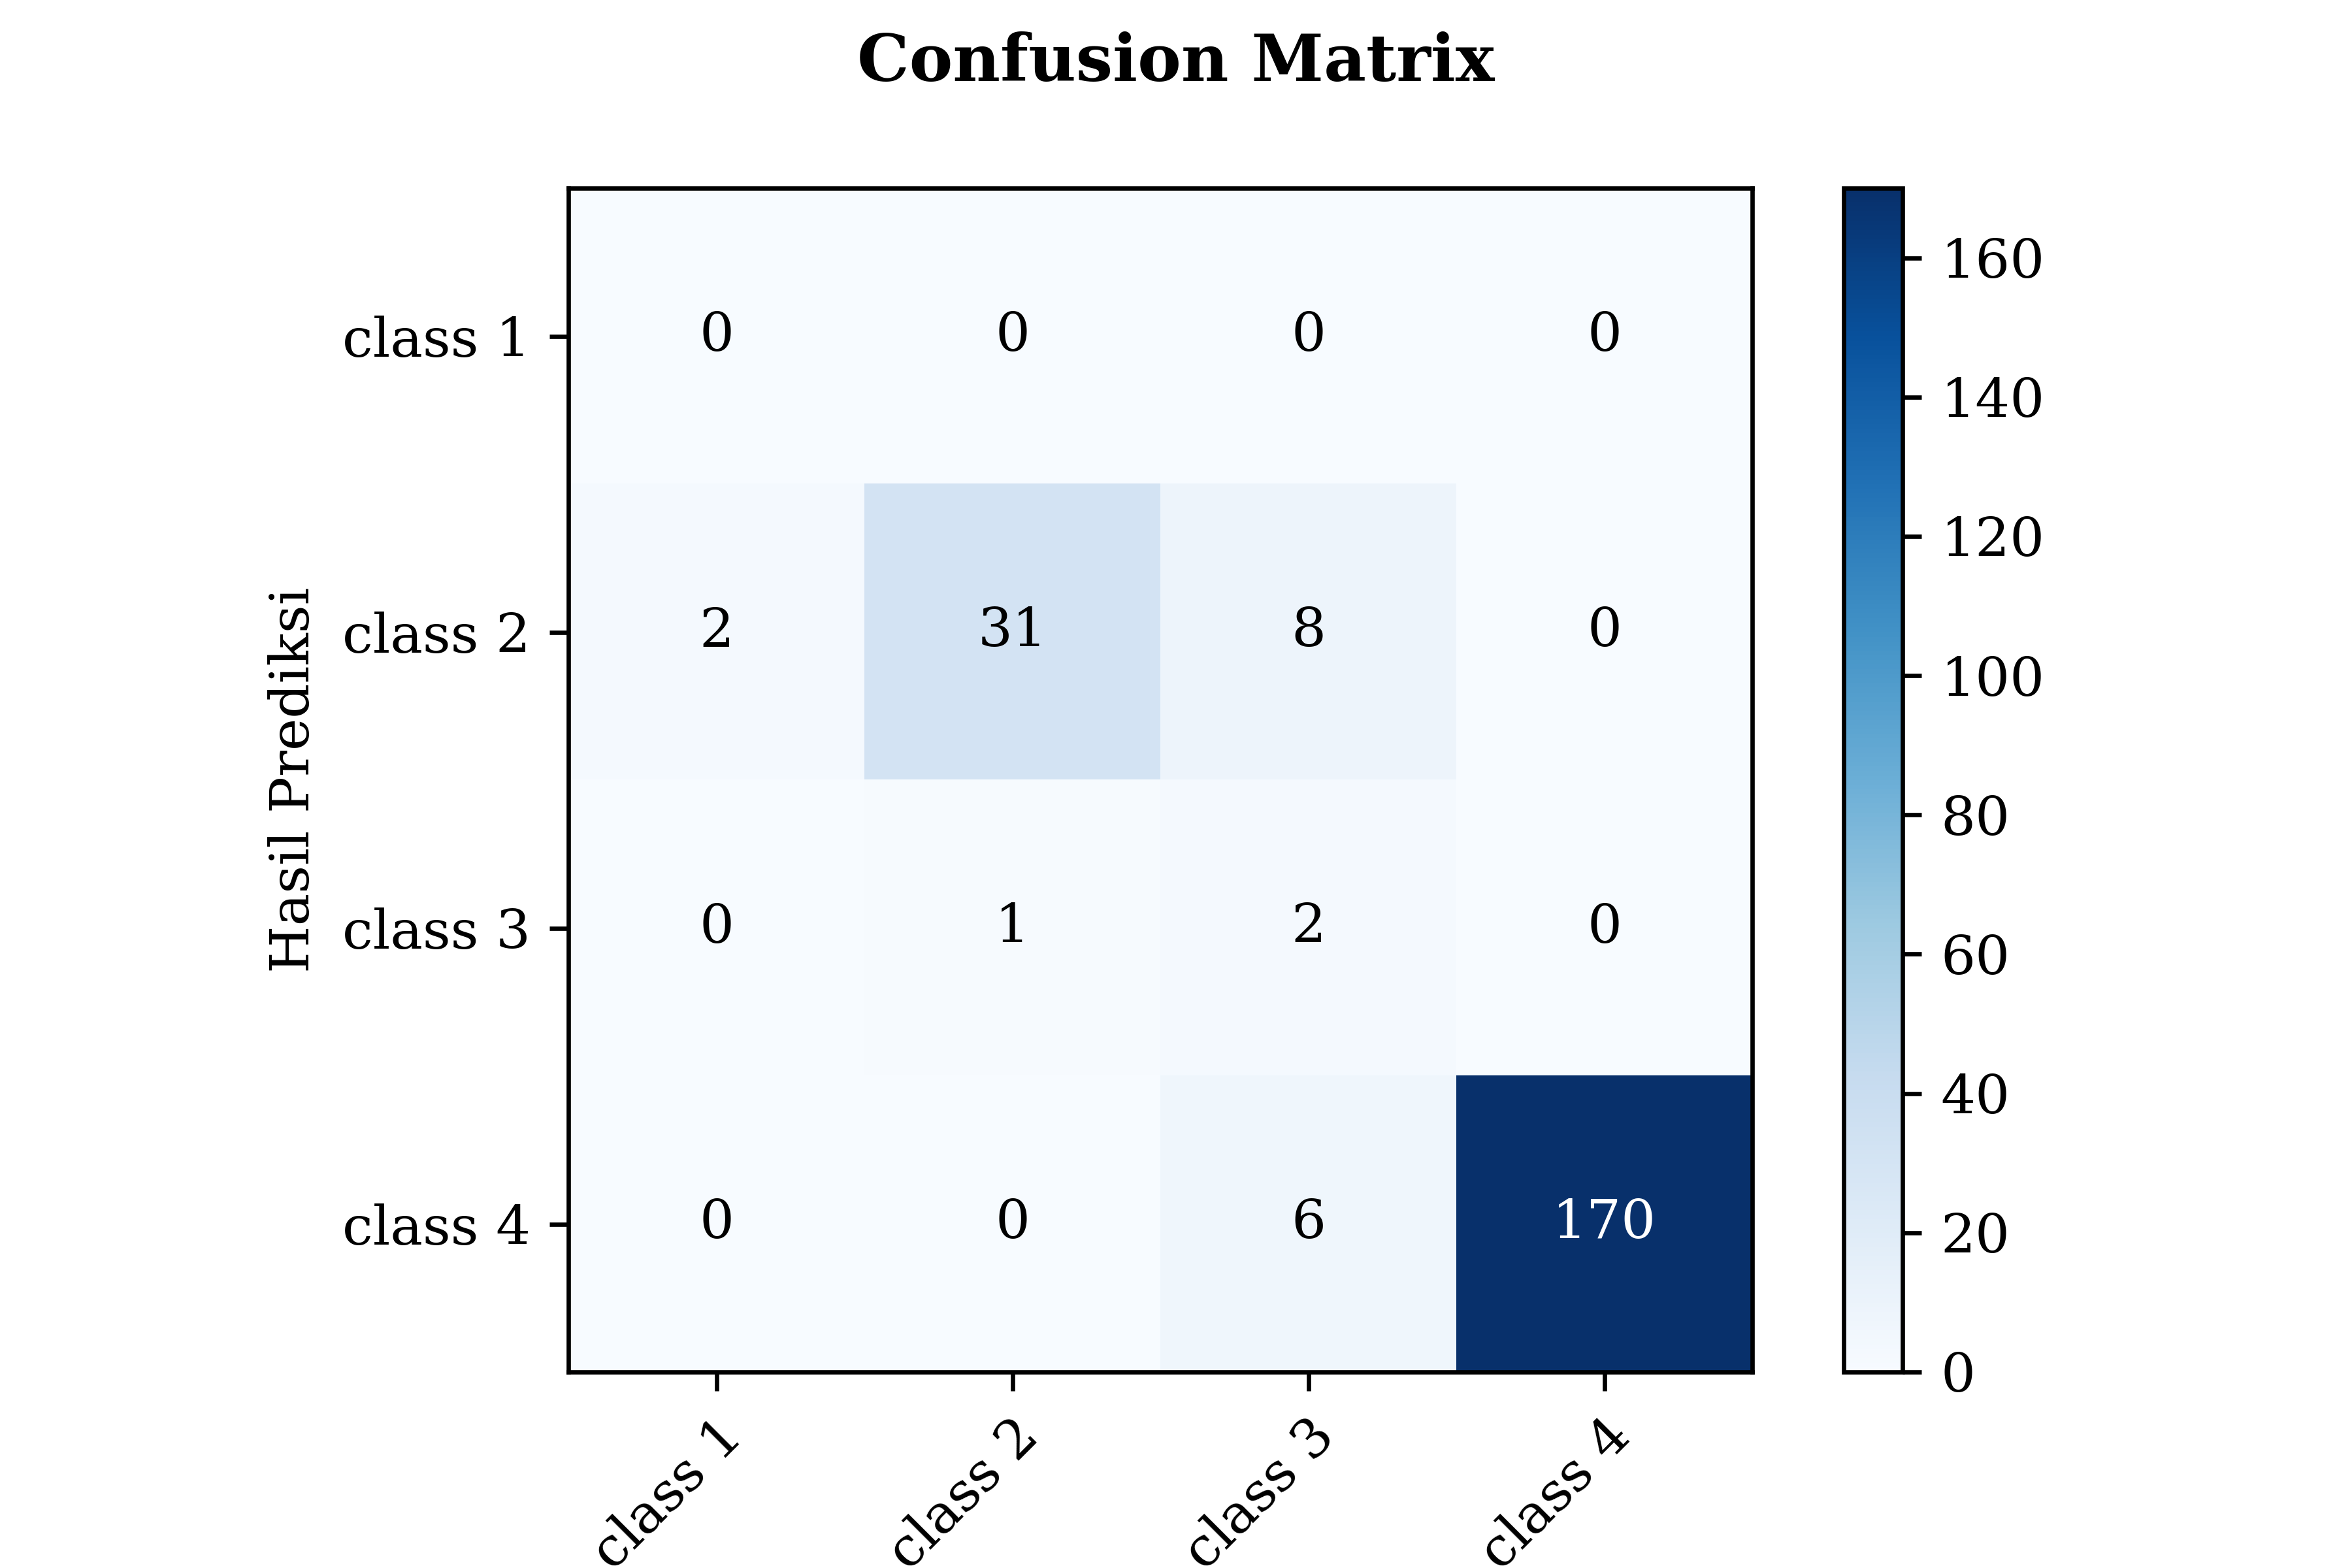 Confusion Matrix
class 1 0 0 0 0
class 2 2 31 8 0
class 3 0 1 2 0
class 4 0 0 6 170
Hasil Prediksi
class 1 class 2 class 3 class 4
160
140
120
100
80
60
40
20
0